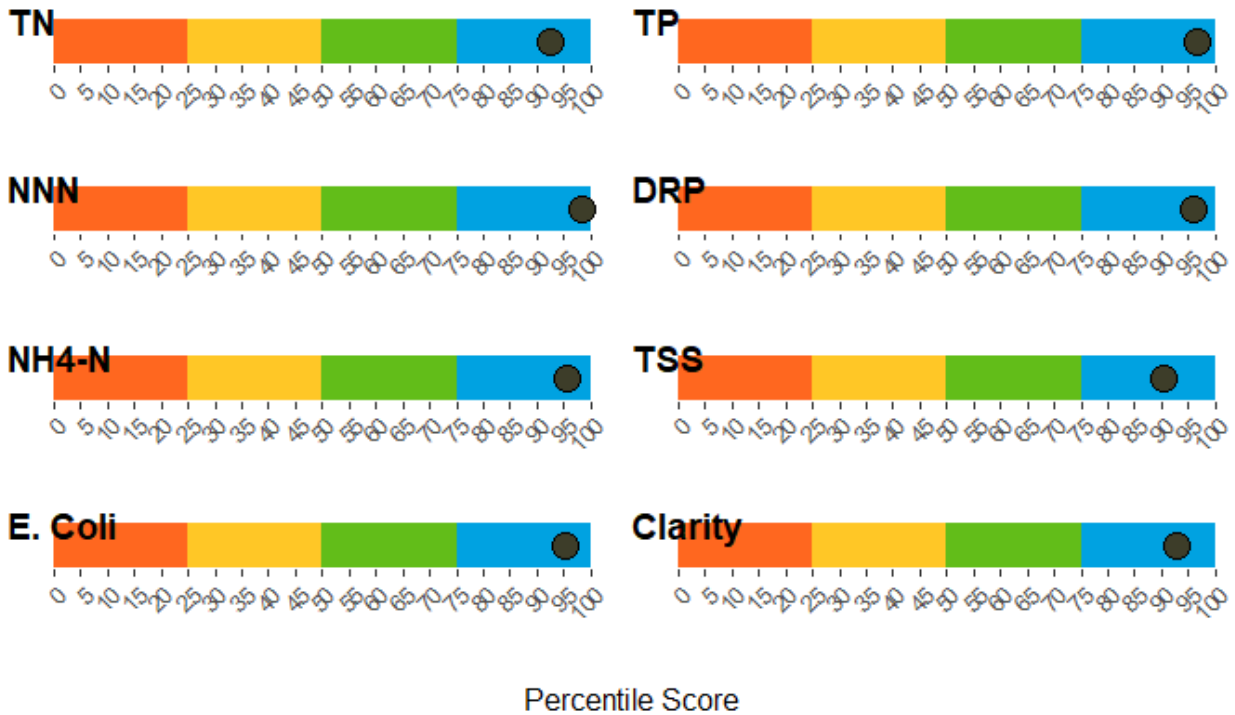 TN TP
0 5 10 15 20 25 30 35 40 45 50 55 60 65 70 75 80 85 90 95 100 0 5 10 15 20 25 30 35 40 45 50 55 60 65 70 75 80 85 90 95 100
NNN DRP
0 5 10 15 20 25 30 35 40 45 50 55 60 65 70 75 80 85 90 95 100 0 5 10 15 20 25 30 35 40 45 50 55 60 65 70 75 80 85 90 95 100
NH4-N TSS
0 5 10 15 20 25 30 35 40 45 50 55 60 65 70 75 80 85 90 95 100 0 5 10 15 20 25 30 35 40 45 50 55 60 65 70 75 80 85 90 95 100
E. Coli Clarity
0 5 10 15 20 25 30 35 40 45 50 55 60 65 70 75 80 85 90 95 100 0 5 10 15 20 25 30 35 40 45 50 55 60 65 70 75 80 85 90 95 100
Percentile Score